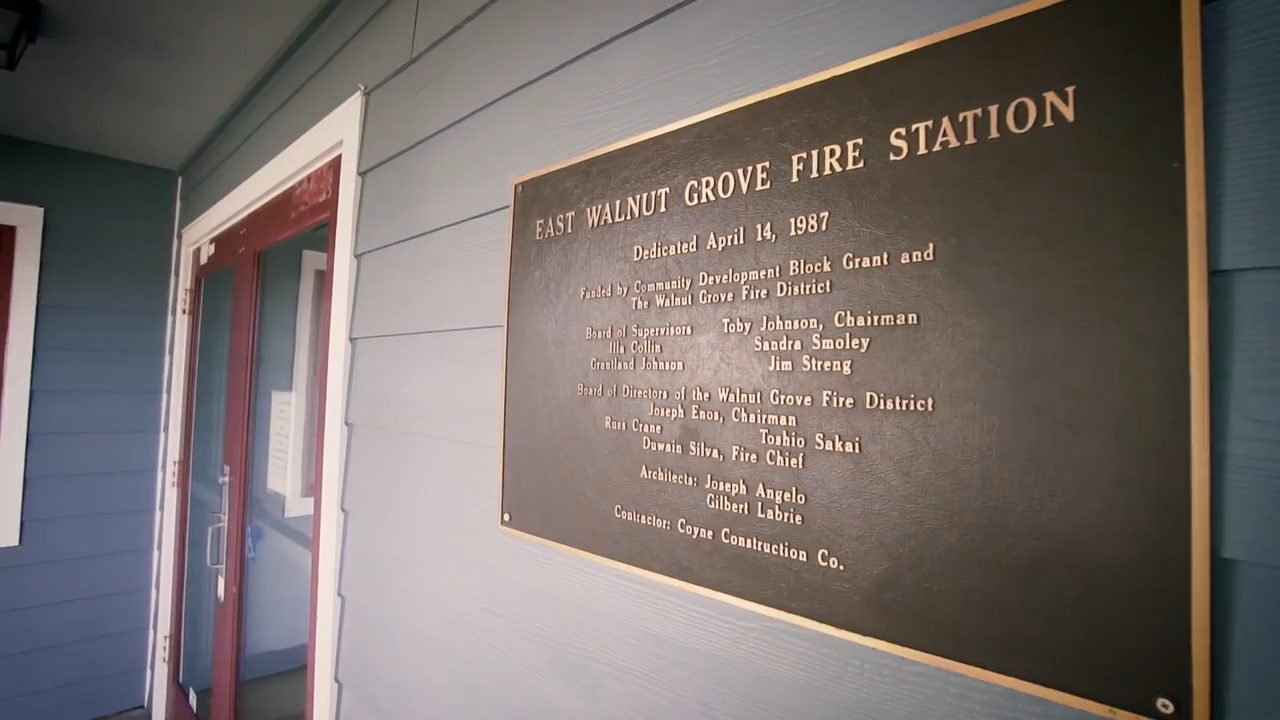 EAST WALNUT GROVE FIRE STATION
Dedicated April 14, 1987
Funded by Community Development Block Grant and
The Walnut Grove Fire District
Board of Supervisors Toby Johnson, Chairman
Illa Collin Sandra Smoley
Grantland Johnson Jim Streng
Board of Directors of the Walnut Grove Fire District
Joseph Enos, Chairman
Russ Crane Toshio Sakai
Duwain Silva, Fire Chief
Architects: Joseph Angelo
Gilbert Labrie
Contractor: Coyne Construction Co.